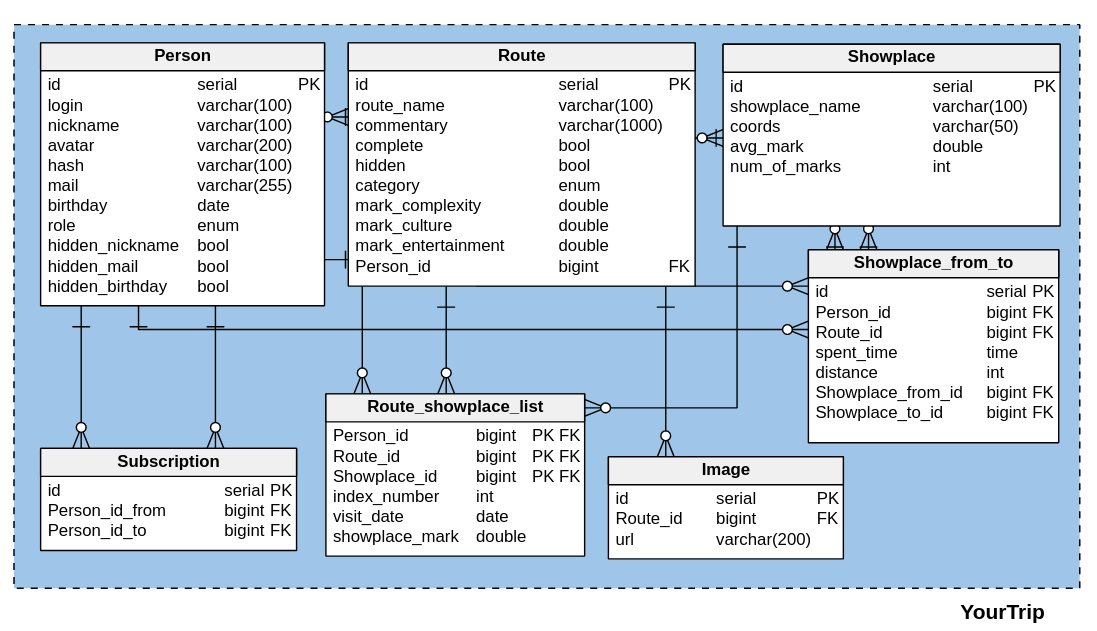 Person
id serial PK
login varchar(100)
nickname varchar(100)
avatar varchar(200)
hash varchar(100)
mail varchar(255)
birthday date
role enum
hidden_nickname bool
hidden_mail bool
hidden_birthday bool
Route
id serial PK
route_name varchar(100)
commentary varchar(1000)
complete bool
hidden bool
category enum
mark_complexity double
mark_culture double
mark_entertainment double
Person_id bigint FK
Showplace
id serial PK
showplace_name varchar(100)
coords varchar(50)
avg_mark double
num_of_marks int
Showplace_from_to
id serial PK
Person_id bigint FK
Route_id bigint FK
spent_time time
distance int
Showplace_from_id bigint FK
Showplace_to_id bigint FK
Subscription
id serial PK
Person_id_from bigint FK
Person_id_to bigint FK
Route_showplace_list
Person_id bigint PK FK
Route_id bigint PK FK
Showplace_id bigint PK FK
index_number int
visit_date date
showplace_mark double
Image
id serial PK
Route_id bigint FK
url varchar(200)
YourTrip